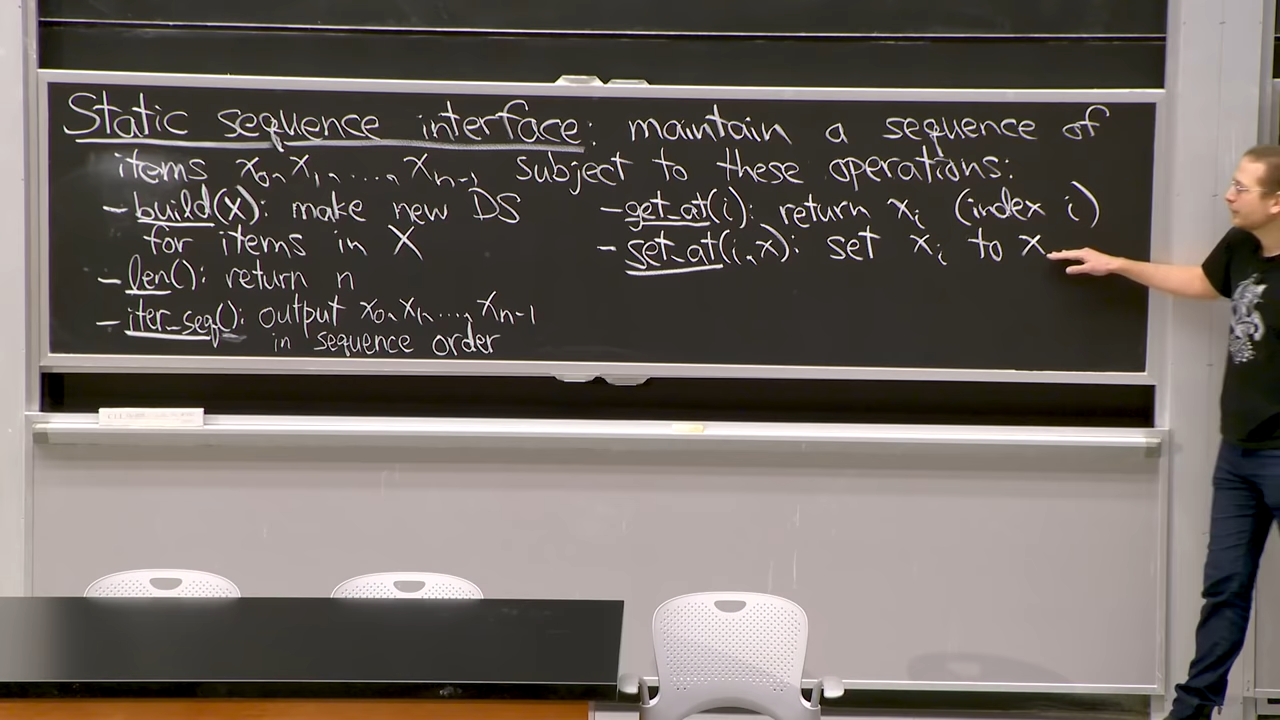 Static sequence interface: maintain a sequence of
items x₀, x₁, ..., xₙ₋₁ subject to these operations:
- build(X): make new DS
for items in X
- len(): return n
- iter_seq(): output x₀, x₁, ..., xₙ₋₁
in sequence order
- get_at(i): return xᵢ (index i)
- set_at(i, x): set xᵢ to x